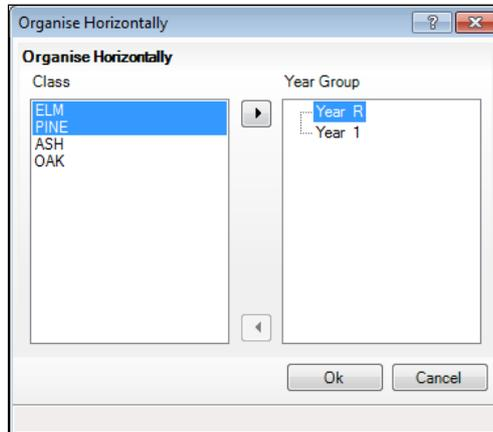 Organise Horizontally
Organise Horizontally
Class
ELM
PINE
ASH
OAK
Year Group
Year R
Year 1
Ok
Cancel